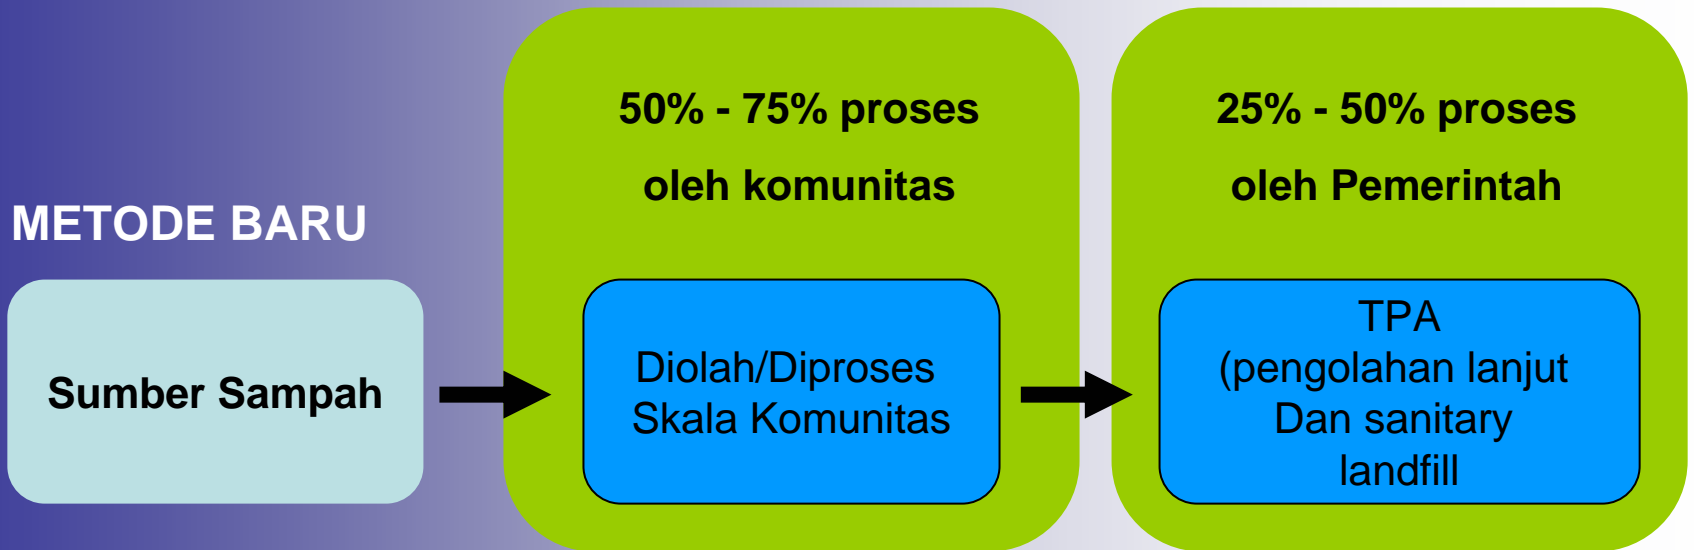 METODE BARU
Sumber Sampah
50% - 75% proses
oleh komunitas
Diolah/Diproses
Skala Komunitas
25% - 50% proses
oleh Pemerintah
TPA
(pengolahan lanjut
Dan sanitary
landfill